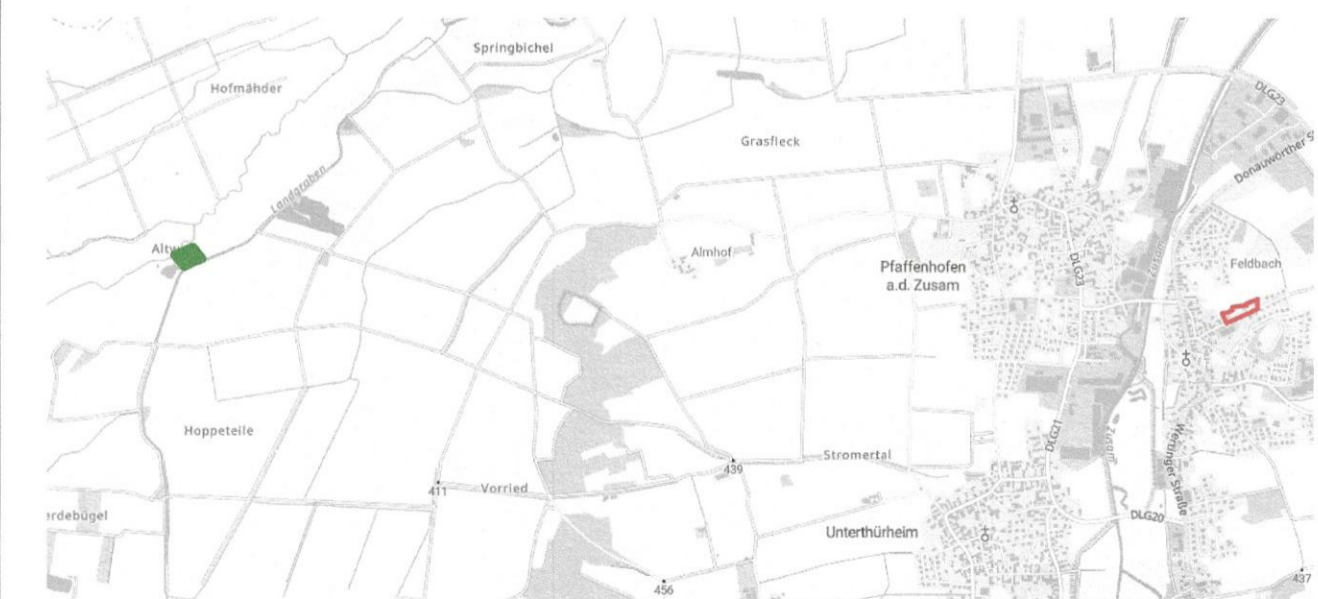 Springbichel
Hofmähder
DLG23
Grasfleck
Donauwörther S
Landgraben
Almhof
Feldbach
Pfaffenhofen
a.d. Zusam
DLG23
Zusam
Hoppeteile
DLG21
Stromertal
439
Zusam
Wertinger Straße
411
Vorried
erdebügel
DLG20
Unterthürheim
456
437